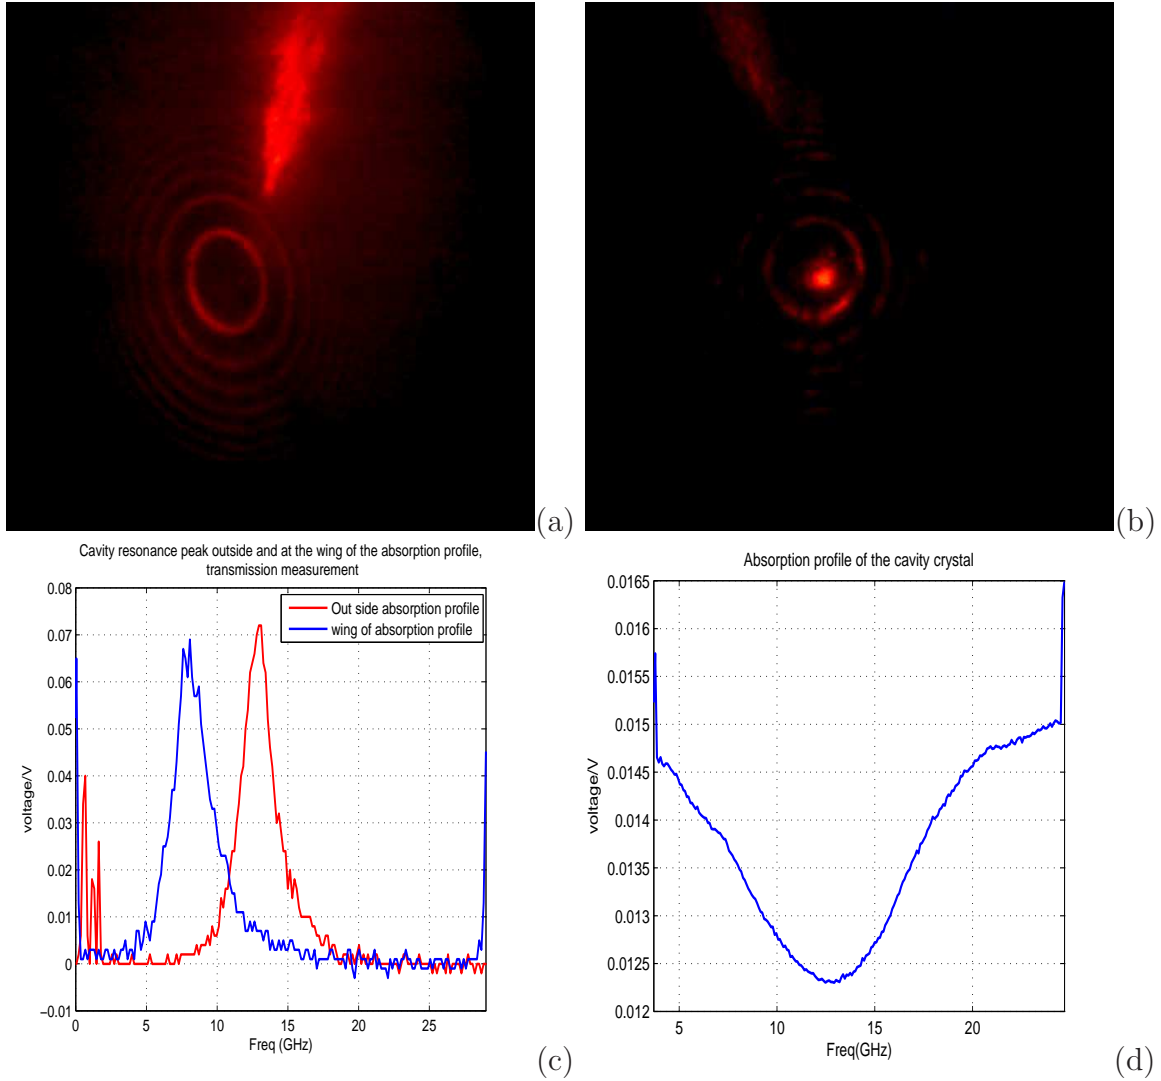 (a)
(b)
Cavity resonance peak outside and at the wing of the absorption profile,
transmission measurement
0.08
0.07
0.06
0.05
0.04
0.03
0.02
0.01
0
−0.01
voltage/V
Out side absorption profile
wing of absorption profile
0 5 10 15 20 25
Freq (GHz)
(c)
Absorption profile of the cavity crystal
0.0165
0.016
0.0155
0.015
0.0145
0.014
0.0135
0.013
0.0125
0.012
voltage/V
5 10 15 20
Freq(GHz)
(d)